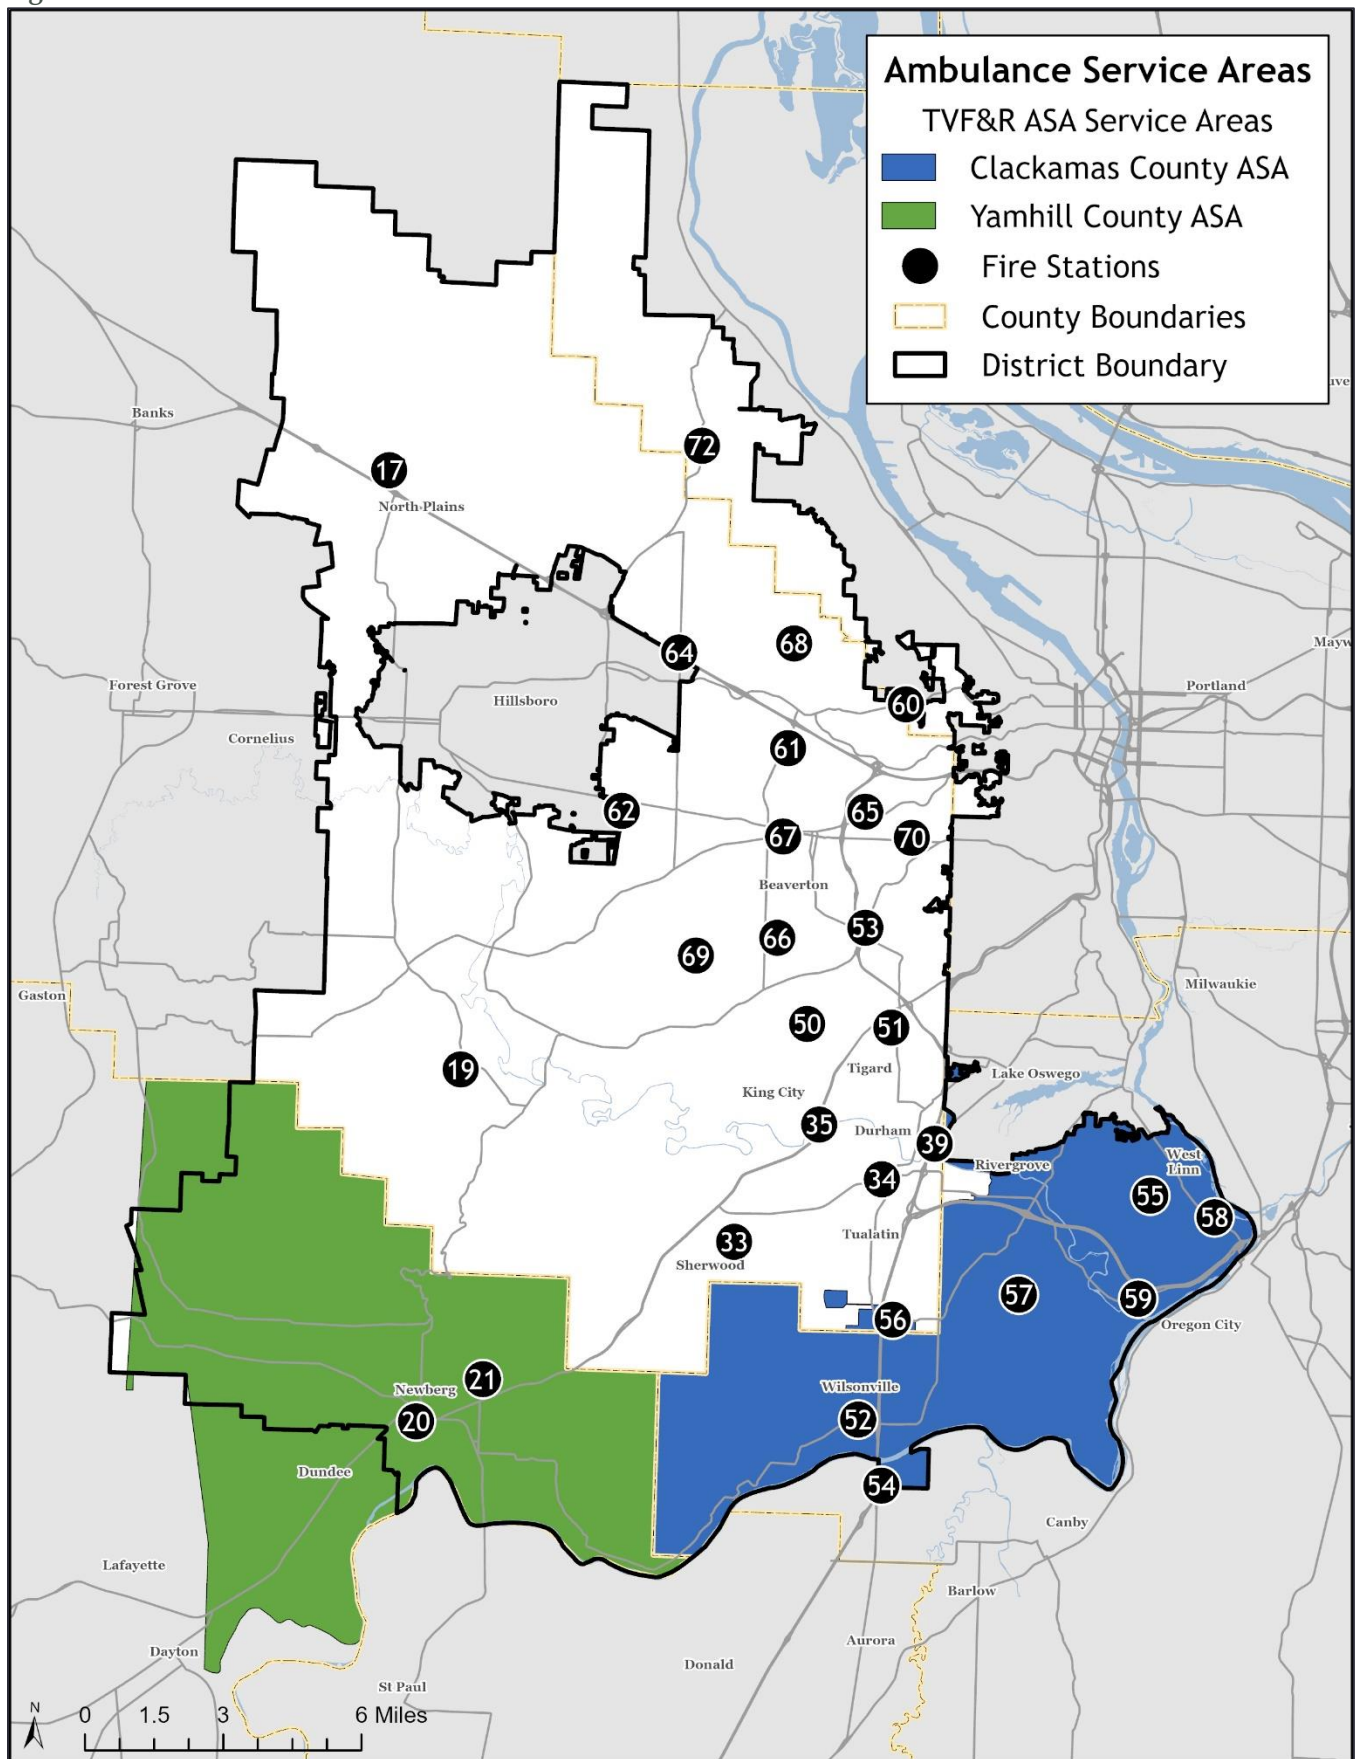 Ambulance Service Areas
TVF&R ASA Service Areas
Clackamas County ASA
Yamhill County ASA
Fire Stations
County Boundaries
District Boundary
Banks
72
17
North Plains
68
Mayw
64
Forest Grove
Portland
Hillsboro
60
Cornelius
61
62
65
67
70
Beaverton
53
66
69
Gaston
Milwaukie
50
51
19
Tigard
Lake Oswego
King City
35
Durham
39
Rivergrove
West
Linn
34
55
58
Tualatin
33
Sherwood
57
59
56
Oregon City
21
Newberg
Wilsonville
20
52
Dundee
54
Canby
Lafayette
Barlow
Aurora
Dayton
Donald
St Paul
N
0 1.5 3 6 Miles